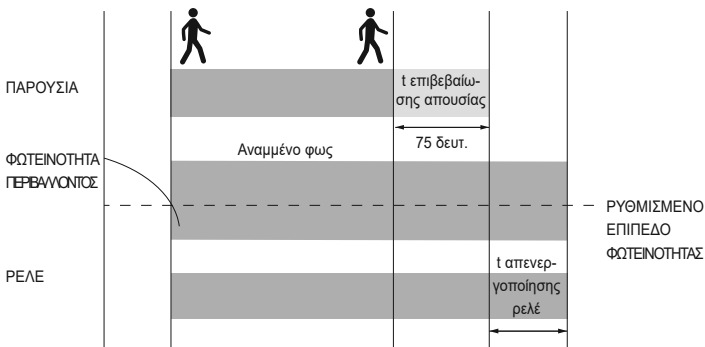 ΠΑΡΟΥΣΙΑ
t επιβεβαίω-
σης απουσίας
75 δευτ.
Αναμμένο φως
ΦΩΤΕΙΝΟΤΗΤΑ
ΠΕΡΙΒΑΛΛΟΝΤΟΣ
ΡΥΘΜΙΣΜΕΝΟ
ΕΠΙΠΕΔΟ
ΦΩΤΕΙΝΟΤΗΤΑΣ
ΡΕΛΕ
t απενερ-
γοποίησης
ρελέ